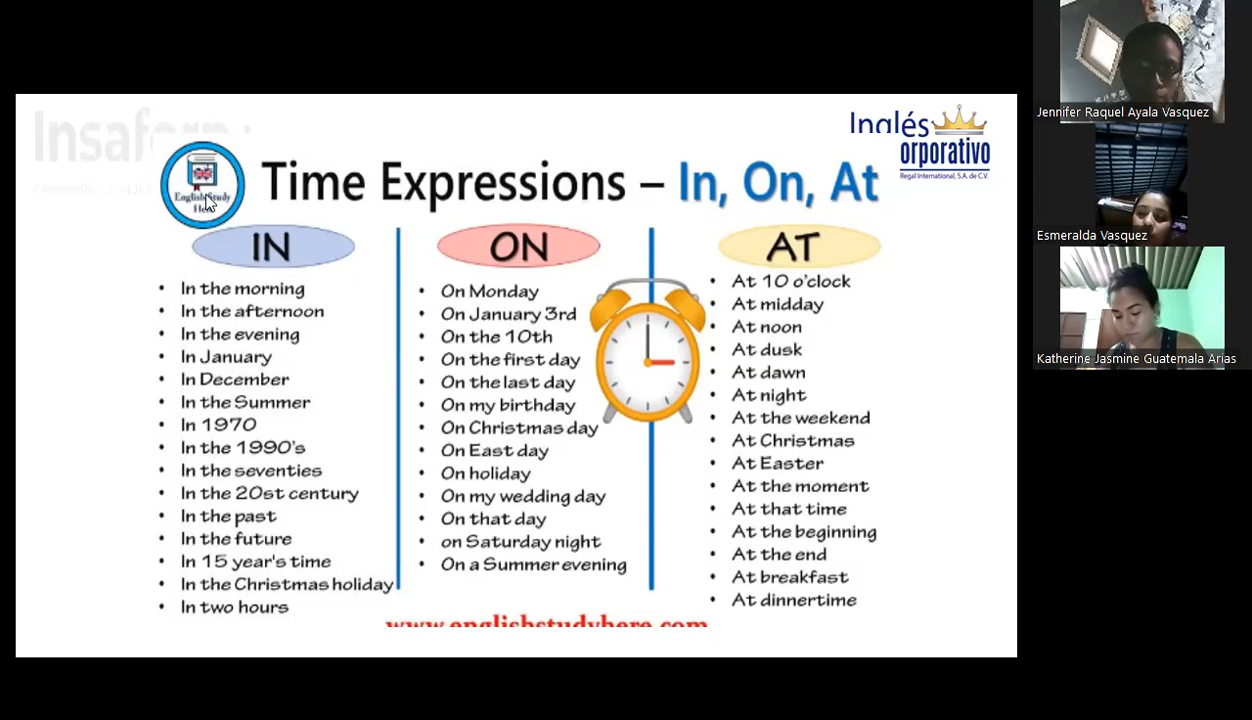 Insafor
Inglés
orporativo
Regal International, S.A. de C.V.
English Study
Here
Time Expressions – In, On, At
IN
In the morning
In the afternoon
In the evening
In January
In December
In the Summer
In 1970
In the 1990's
In the seventies
In the 20st century
In the past
In the future
In 15 year's time
In the Christmas holiday
In two hours
ON
On Monday
On January 3rd
On the 10th
On the first day
On the last day
On my birthday
On Christmas day
On East day
On holiday
On my wedding day
On that day
on Saturday night
On a Summer evening
AT
At 10 o'clock
At midday
At noon
At dusk
At dawn
At night
At the weekend
At Christmas
At Easter
At the moment
At that time
At the beginning
At the end
At breakfast
At dinnertime
www.englishstudyhere.com
Jennifer Raquel Ayala Vasquez
Esmeralda Vasquez
Katherine Jasmine Guatemala Arias